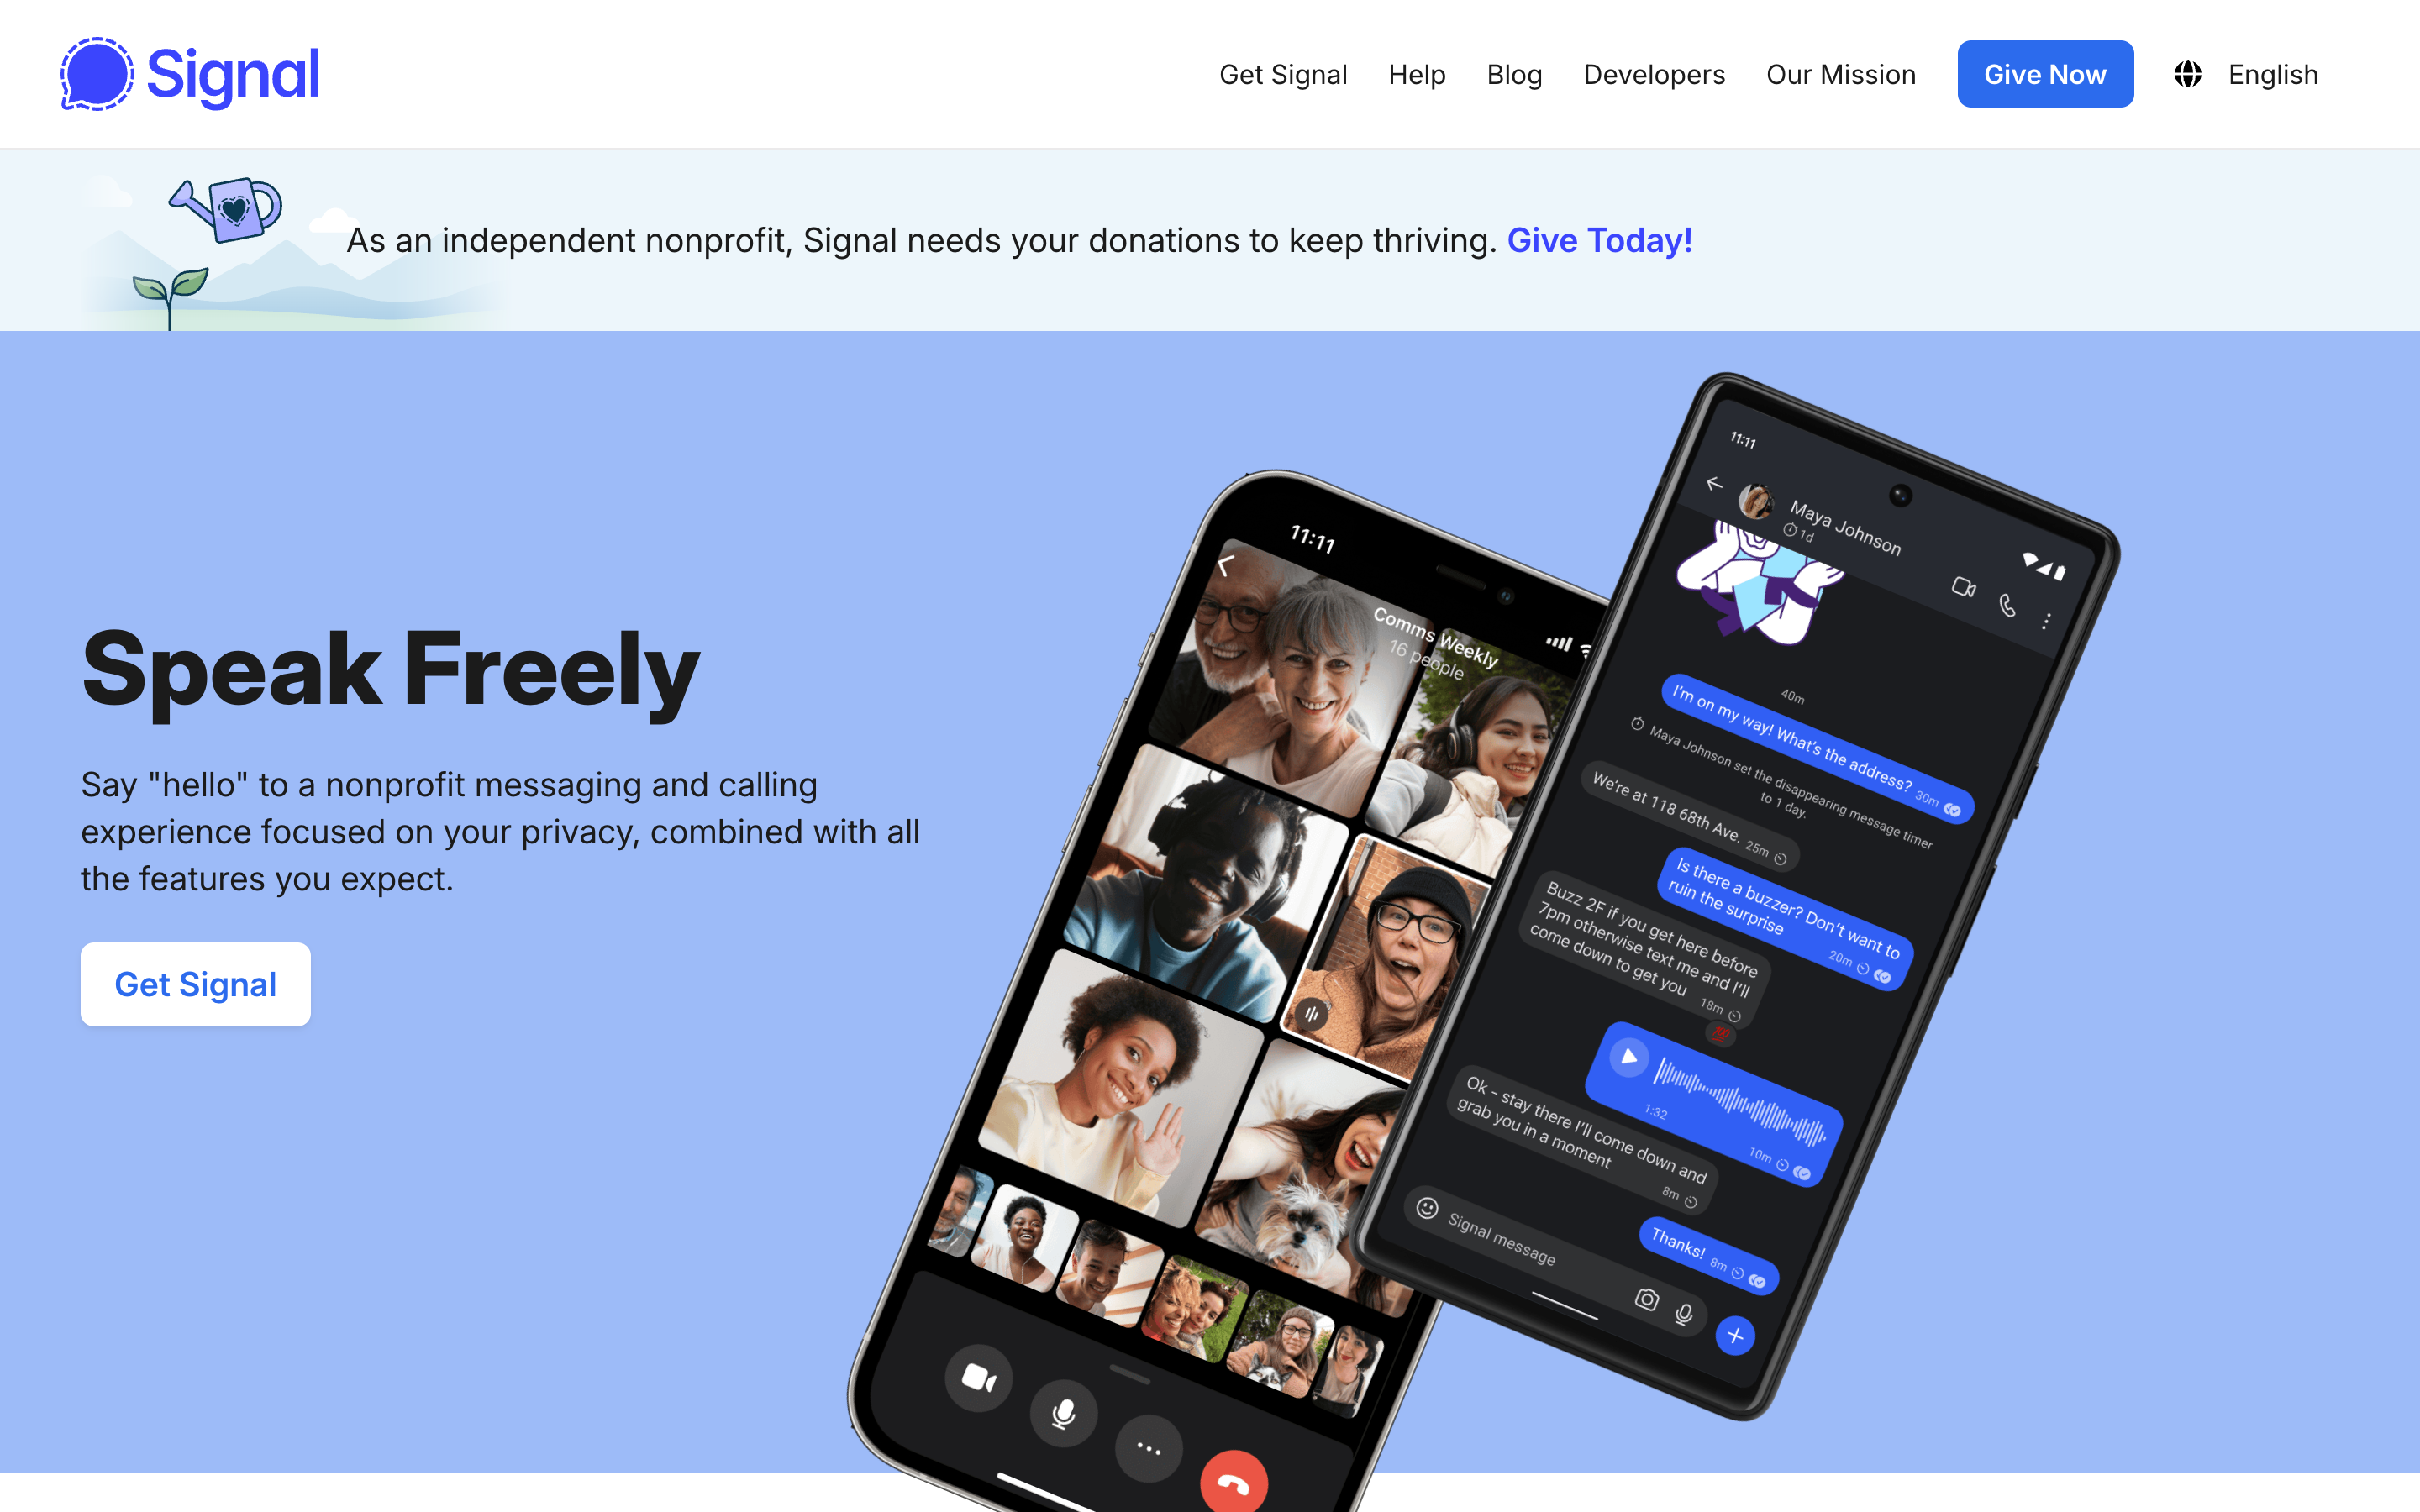 Signal
Get Signal
Help
Blog
Developers
Our Mission
Give Now
English
As an independent nonprofit, Signal needs your donations to keep thriving. Give Today!
Speak Freely
Say "hello" to a nonprofit messaging and calling
experience focused on your privacy, combined with all
the features you expect.
Get Signal
11:11
Comms Weekly
16 people
11:11
Maya Johnson
1d
40m
I'm on my way! What's the address? 30m
Maya Johnson set the disappearing message timer
to 1 day.
We're at 118 68th Ave. 25m
Is there a buzzer? Don't want to
ruin the surprise
20m
Buzz 2F if you get here before
7pm otherwise text me and I'll
come down to get you 18m
💯
1:32
10m
Ok - stay there I'll come down and
grab you in a moment
8m
Thanks! 8m
Signal message